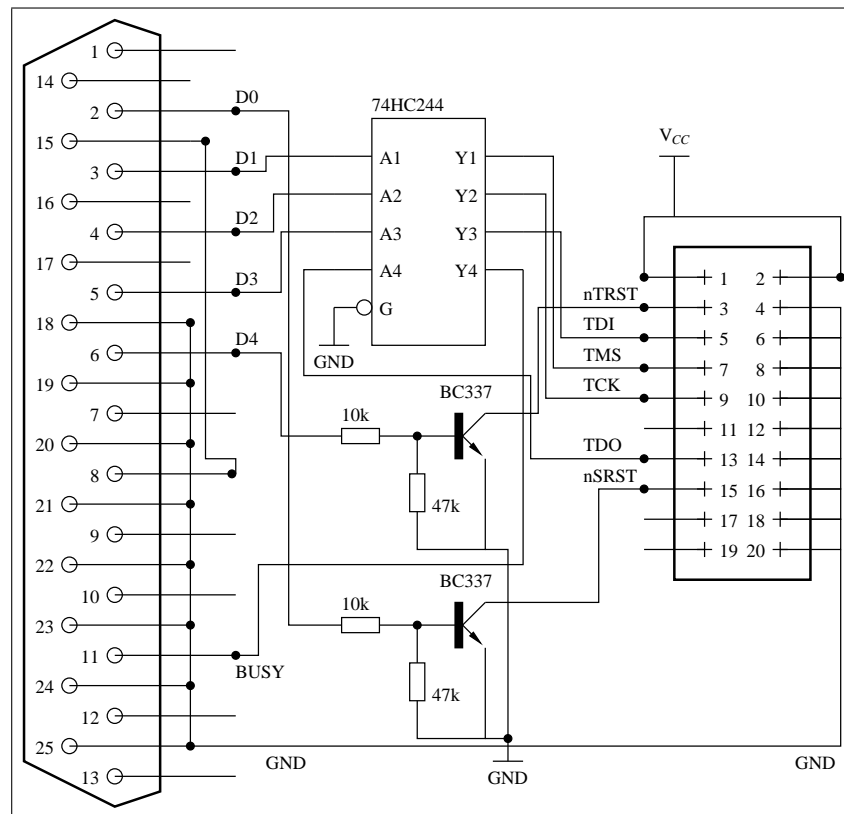 1
14
2
D0
74HC244
15
V_CC
3
D1
A1
Y1
16
A2
Y2
4
D2
17
A3
Y3
5
D3
A4
Y4
1
2
18
nTRST
G
3
4
6
D4
GND
TDI
5
6
19
TMS
7
8
7
BC337
TCK
9
10
20
10k
11
12
8
TDO
13
14
21
47k
nSRST
15
16
9
17
18
22
19
20
10
BC337
23
10k
11
BUSY
24
47k
12
25
GND
GND
GND
13